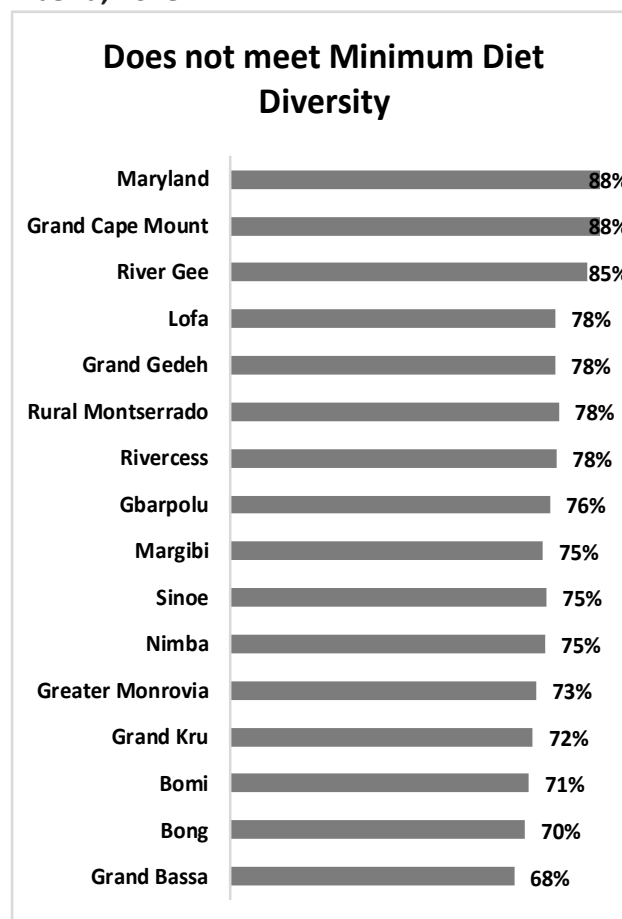 Does not meet Minimum Diet
Diversity
Maryland 88%
Grand Cape Mount 88%
River Gee 85%
Lofa 78%
Grand Gedeh 78%
Rural Montserrado 78%
Rivercess 78%
Gbarpolu 76%
Margibi 75%
Sinoe 75%
Nimba 75%
Greater Monrovia 73%
Grand Kru 72%
Bomi 71%
Bong 70%
Grand Bassa 68%